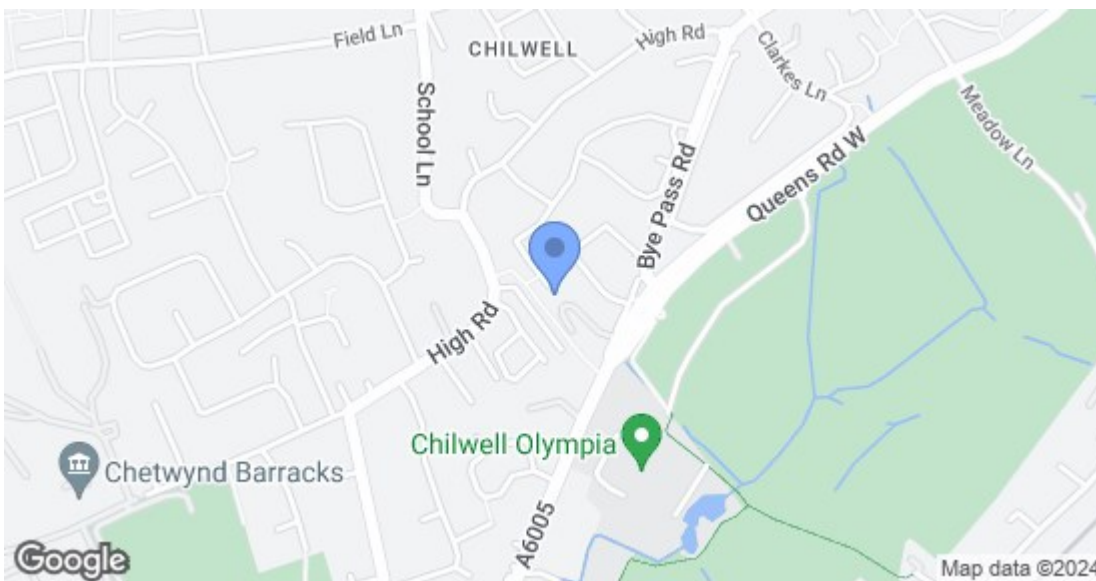 Field Ln
CHILWELL
High Rd
Clarkes Ln
School Ln
Meadow Ln
Queens Rd W
Bye Pass Rd
High Rd
Chilwell Olympia
Chetwynd Barracks
A6005
Google
Map data ©2024